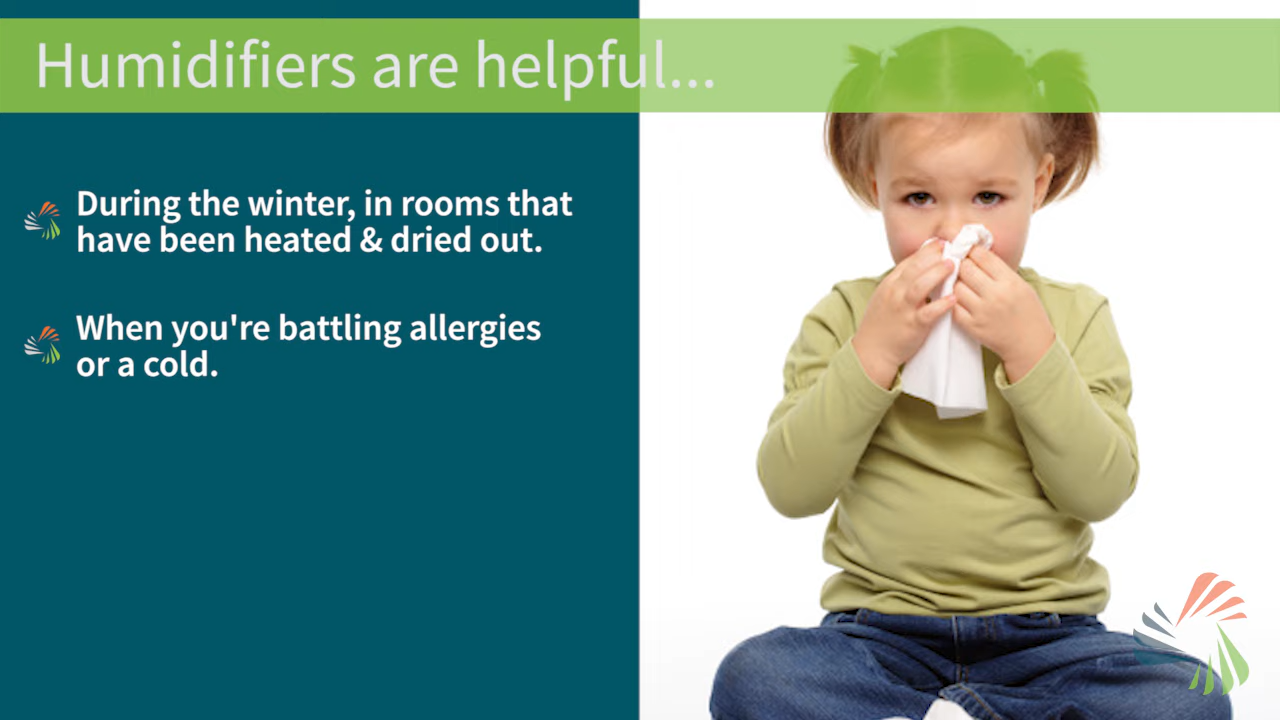 Humidifiers are helpful...
During the winter, in rooms that
have been heated & dried out.
When you're battling allergies
or a cold.